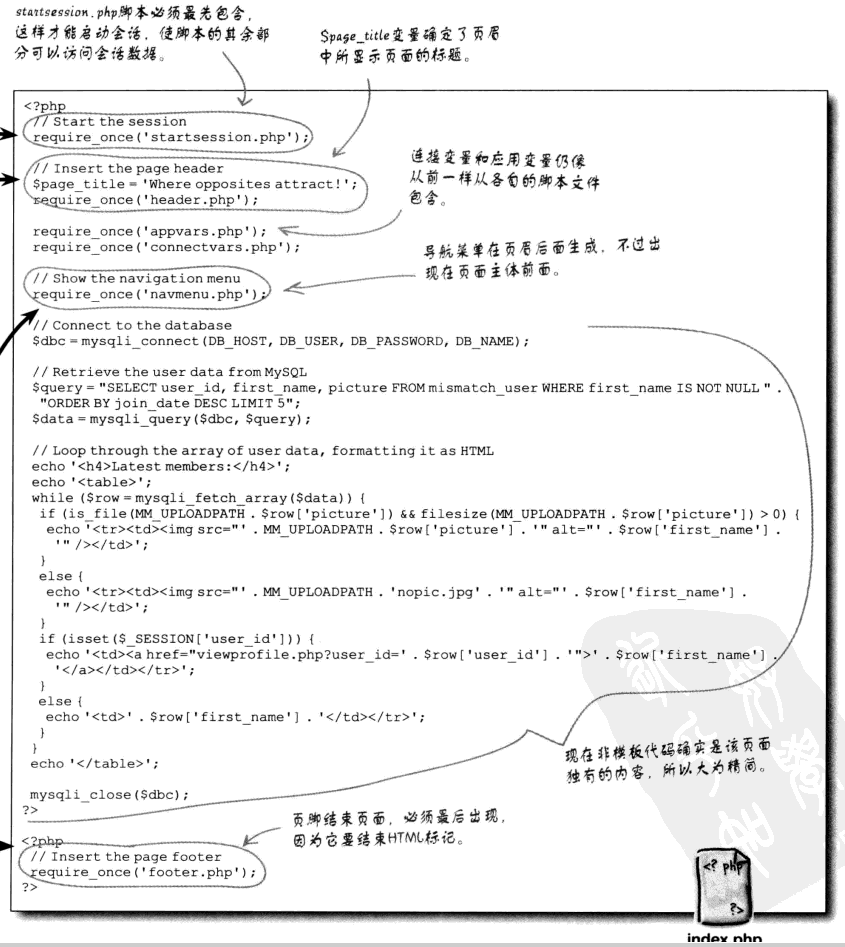 startsession.php脚本必须最先包含，
这样才能启动会话，使脚本的其余部
分可以访问会话数据。
$page_title变量确定了页眉
中所显示页面的标题。
<?php
// Start the session
require_once('startsession.php');
// Insert the page header
$page_title = 'Where opposites attract!';
require_once('header.php');
连接变量和应用变量仍像
从前一样从各自的脚本文件
包含。
require_once('appvars.php');
require_once('connectvars.php');
导航菜单在页眉后面生成，不过出
现在页面主体前面。
// Show the navigation menu
require_once('navmenu.php');
// Connect to the database
$dbc = mysqli_connect(DB_HOST, DB_USER, DB_PASSWORD, DB_NAME);
// Retrieve the user data from MySQL
$query = "SELECT user_id, first_name, picture FROM mismatch_user WHERE first_name IS NOT NULL " .
"ORDER BY join_date DESC LIMIT 5";
$data = mysqli_query($dbc, $query);
// Loop through the array of user data, formatting it as HTML
echo '<h4>Latest members:</h4>';
echo '<table>';
while ($row = mysqli_fetch_array($data)) {
if (is_file(MM_UPLOADPATH . $row['picture']) && filesize(MM_UPLOADPATH . $row['picture']) > 0) {
echo '<tr><td><img src="' . MM_UPLOADPATH . $row['picture'] . '" alt="' . $row['first_name'] .
'" /></td>';
}
else {
echo '<tr><td><img src="' . MM_UPLOADPATH . 'nopic.jpg' . '" alt="' . $row['first_name'] .
'" /></td>';
}
if (isset($_SESSION['user_id'])) {
echo '<td><a href="viewprofile.php?user_id=' . $row['user_id'] . '">' . $row['first_name'] .
'</a></td></tr>';
}
else {
echo '<td>' . $row['first_name'] . '</td></tr>';
}
}
echo '</table>';
现在非模板代码确实是该页面
独有的内容，所以大为精简。
mysqli_close($dbc);
?>
页脚结束页面，必须最后出现，
因为它要结束HTML标记。
<?php
// Insert the page footer
require_once('footer.php');
?>
<? php
?>
index.php